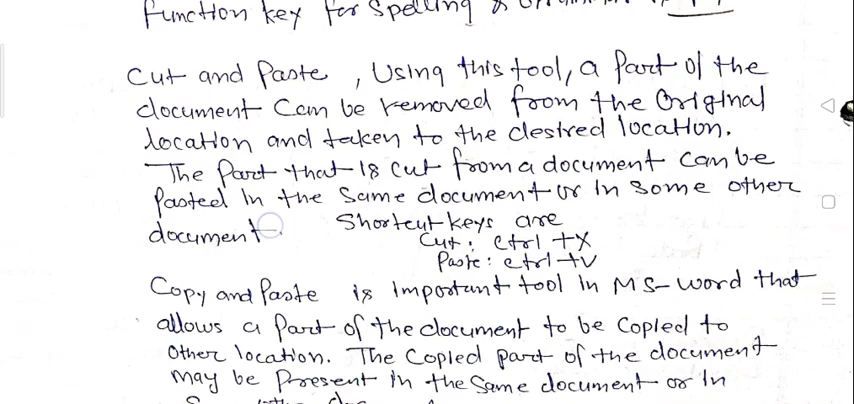 function key for Spelling &
Cut and Paste , Using this tool, a Part of the
document Can be removed from the Original
location and taken to the desired location.
The Part that is cut from a document can be
Pasted in the Same document or in some other
document. Shortcut keys are
Cut : Ctrl +X
Paste : Ctrl +V
Copy and Paste is important tool in MS-word that
allows a Part of the document to be Copied to
Other location. The Copied part of the document
may be Present in the Same document or in